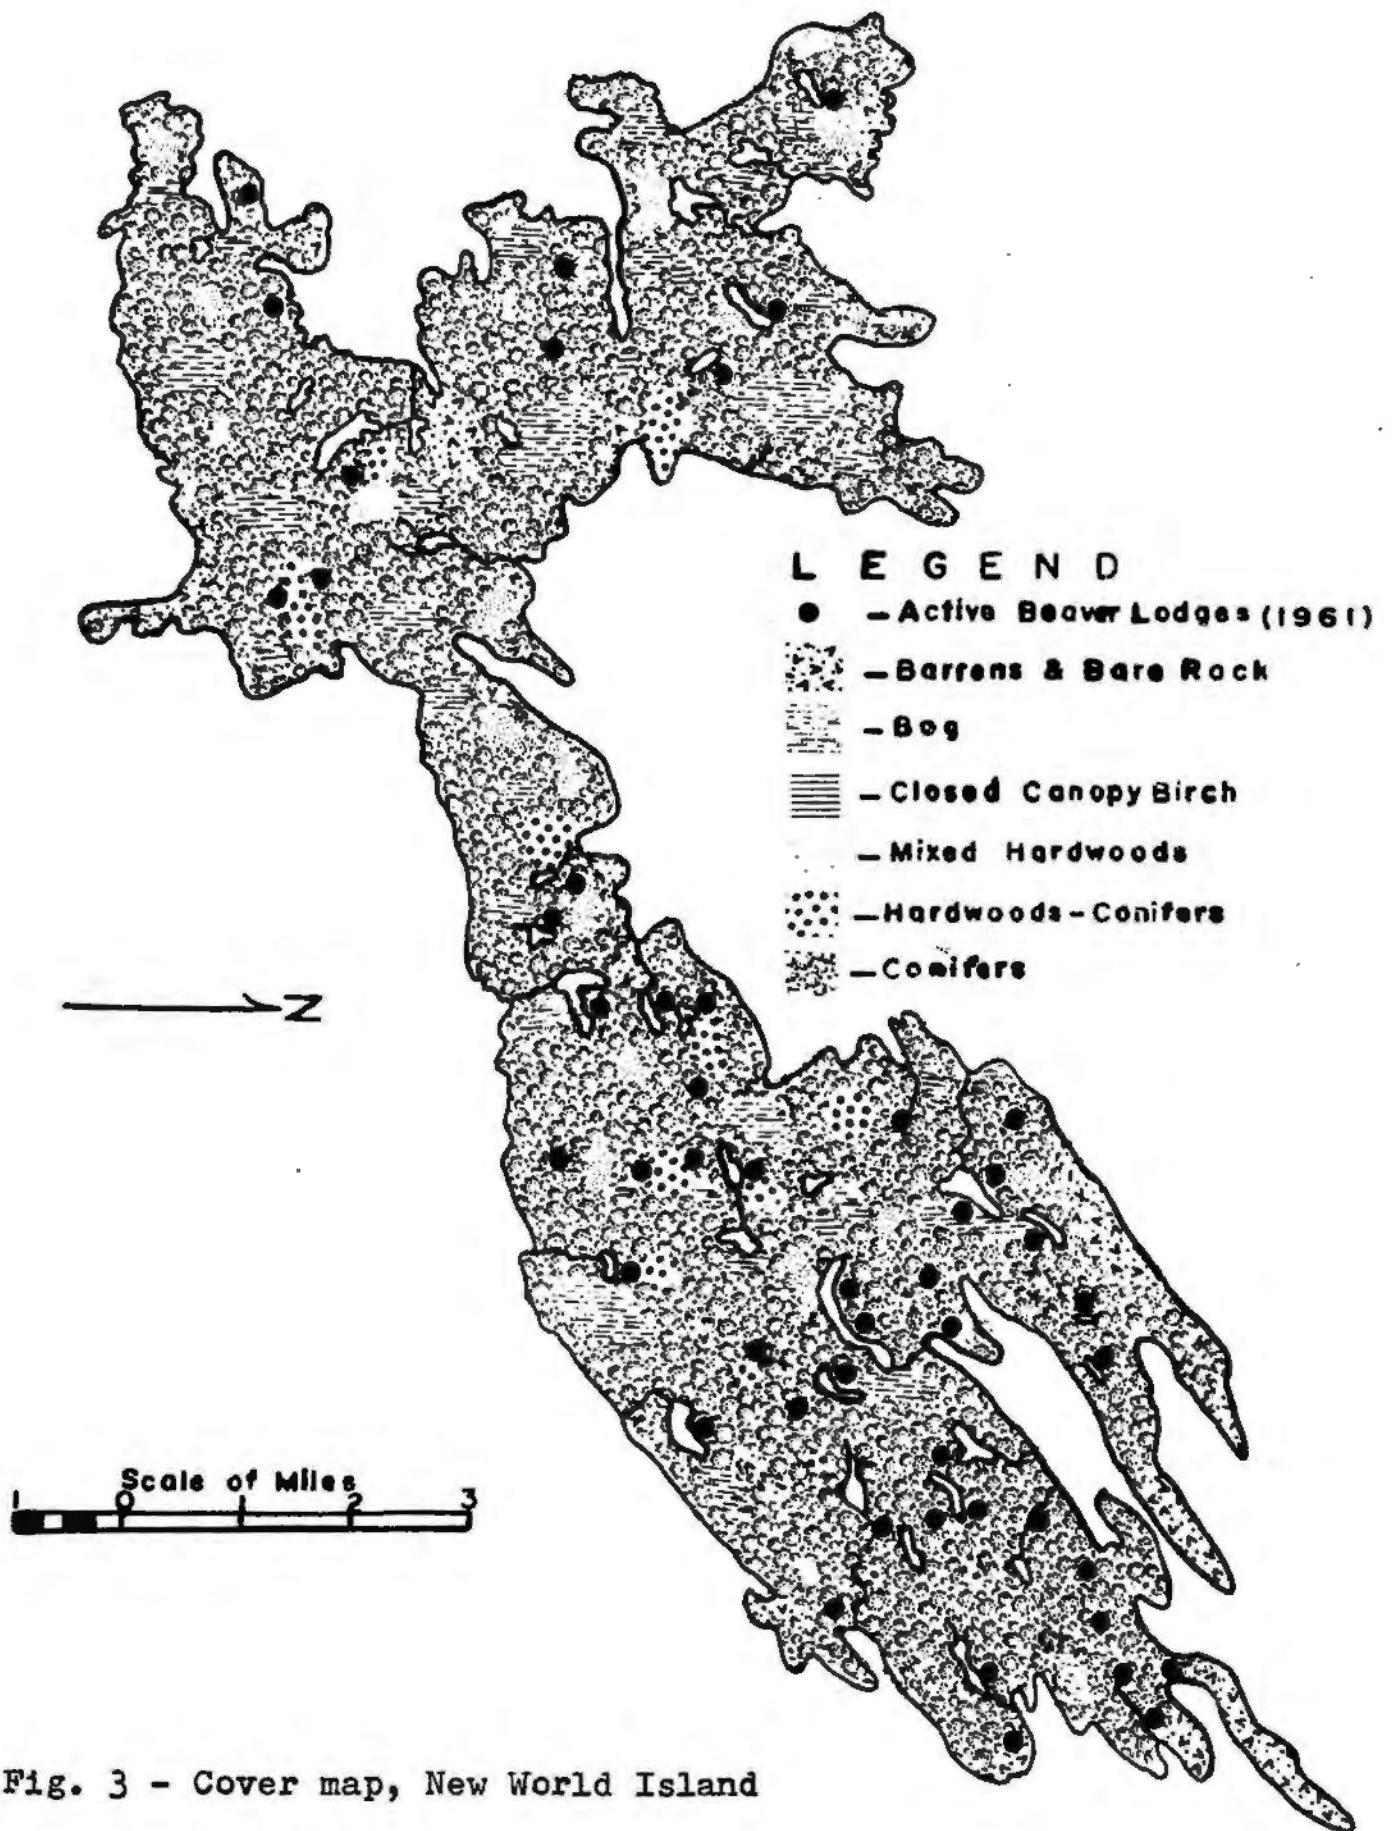 L E G E N D
● – Active Beaver Lodges (1961)
– Barrens & Bare Rock
– Bog
– Closed Canopy Birch
– Mixed Hardwoods
– Hardwoods – Conifers
– Conifers
N
Scale of Miles
1 0 1 2 3
Fig. 3 - Cover map, New World Island